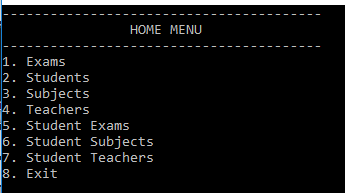 ----------------------------------------
HOME MENU
----------------------------------------
1. Exams
2. Students
3. Subjects
4. Teachers
5. Student Exams
6. Student Subjects
7. Student Teachers
8. Exit